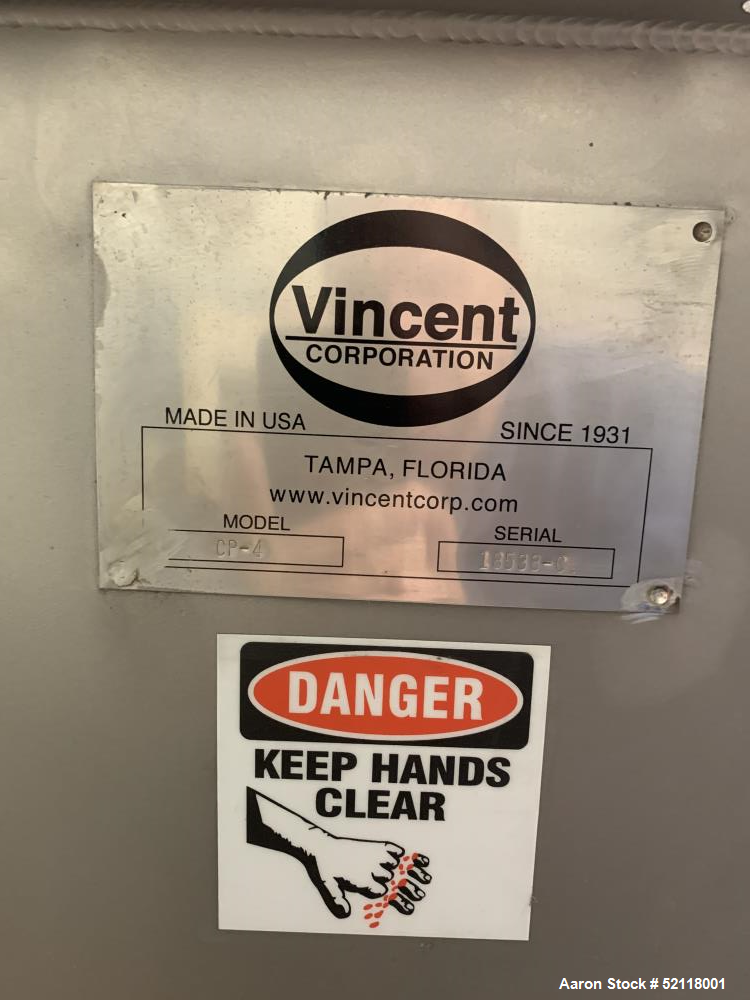 Vincent
CORPORATION
MADE IN USA
SINCE 1931
TAMPA, FLORIDA
www.vincentcorp.com
MODEL
SERIAL
CP-4
DANGER
KEEP HANDS
CLEAR
Aaron Stock # 52118001